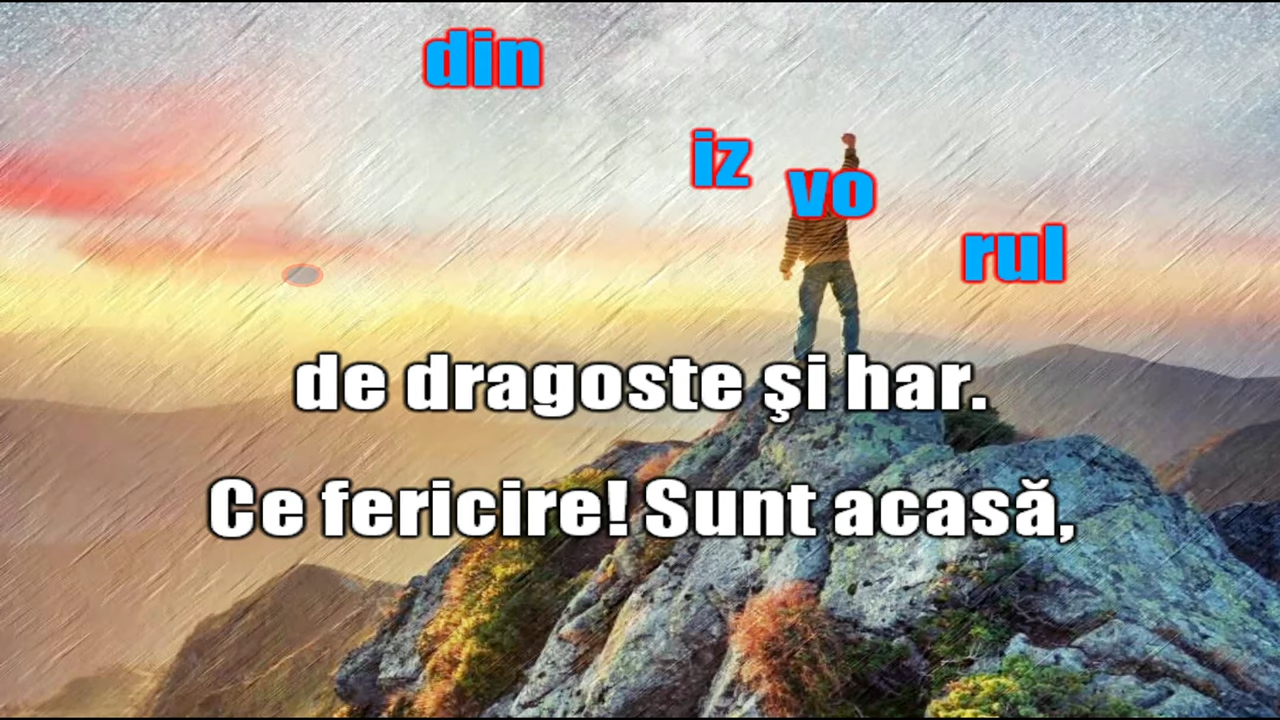 din iz vo rul
de dragoste şi har.
Ce fericire! Sunt acasă,